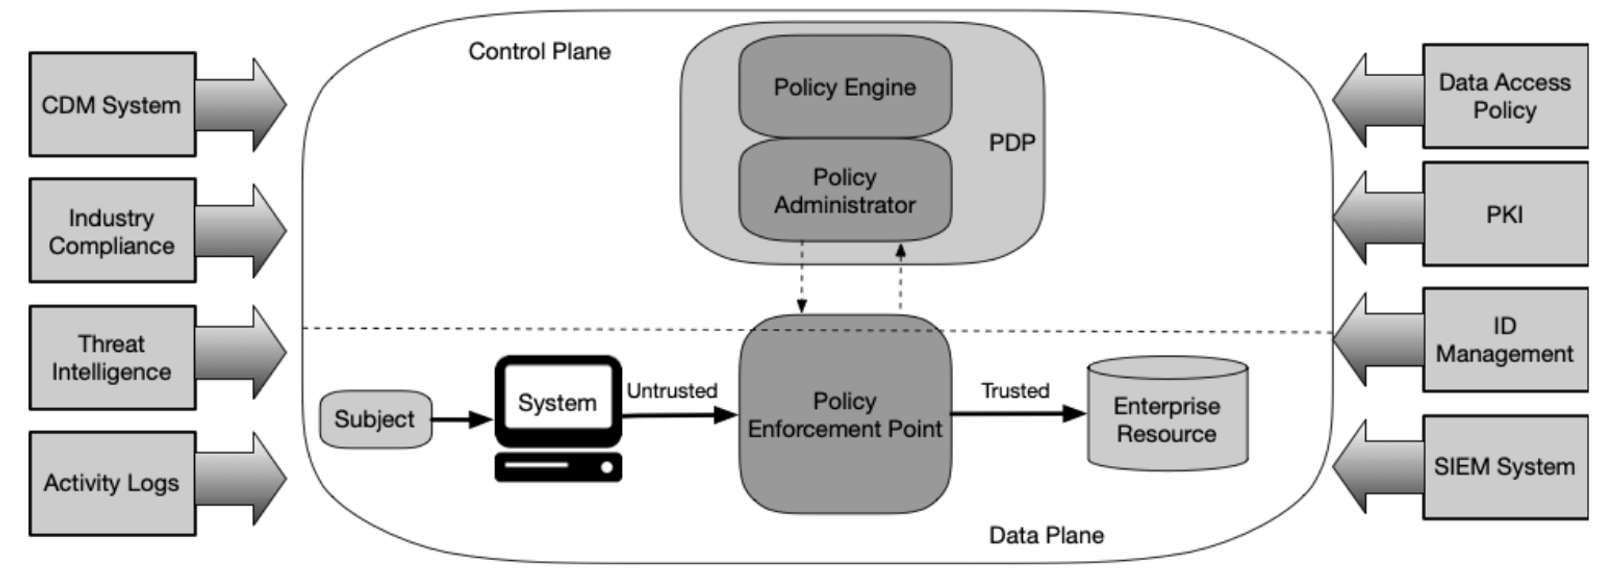 Control Plane
Policy Engine
PDP
Policy
Administrator
CDM System
Industry
Compliance
Threat
Intelligence
Activity Logs
Data Access
Policy
PKI
ID
Management
SIEM System
Subject
System
Untrusted
Policy
Enforcement Point
Trusted
Enterprise
Resource
Data Plane